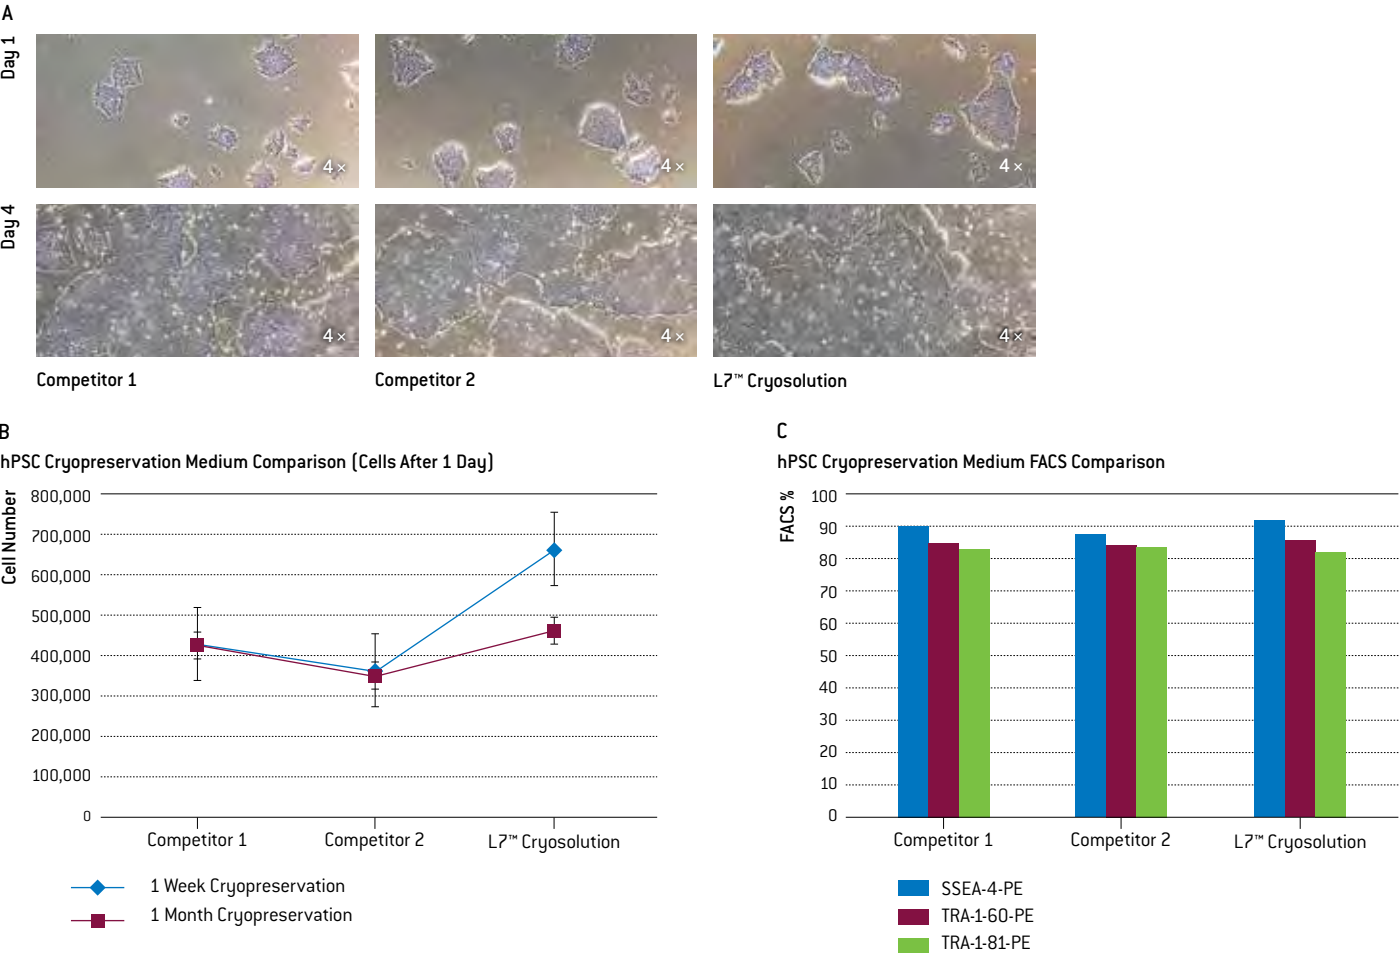 A
Day 1
4 ×
4 ×
4 ×
Day 4
4 ×
4 ×
4 ×
Competitor 1
Competitor 2
L7™ Cryosolution
B
hPSC Cryopreservation Medium Comparison (Cells After 1 Day)
Cell Number
800,000
700,000
600,000
500,000
400,000
300,000
200,000
100,000
0
Competitor 1
Competitor 2
L7™ Cryosolution
1 Week Cryopreservation
1 Month Cryopreservation
C
hPSC Cryopreservation Medium FACS Comparison
FACS %
100
90
80
70
60
50
40
30
20
10
0
Competitor 1
Competitor 2
L7™ Cryosolution
SSEA-4-PE
TRA-1-60-PE
TRA-1-81-PE